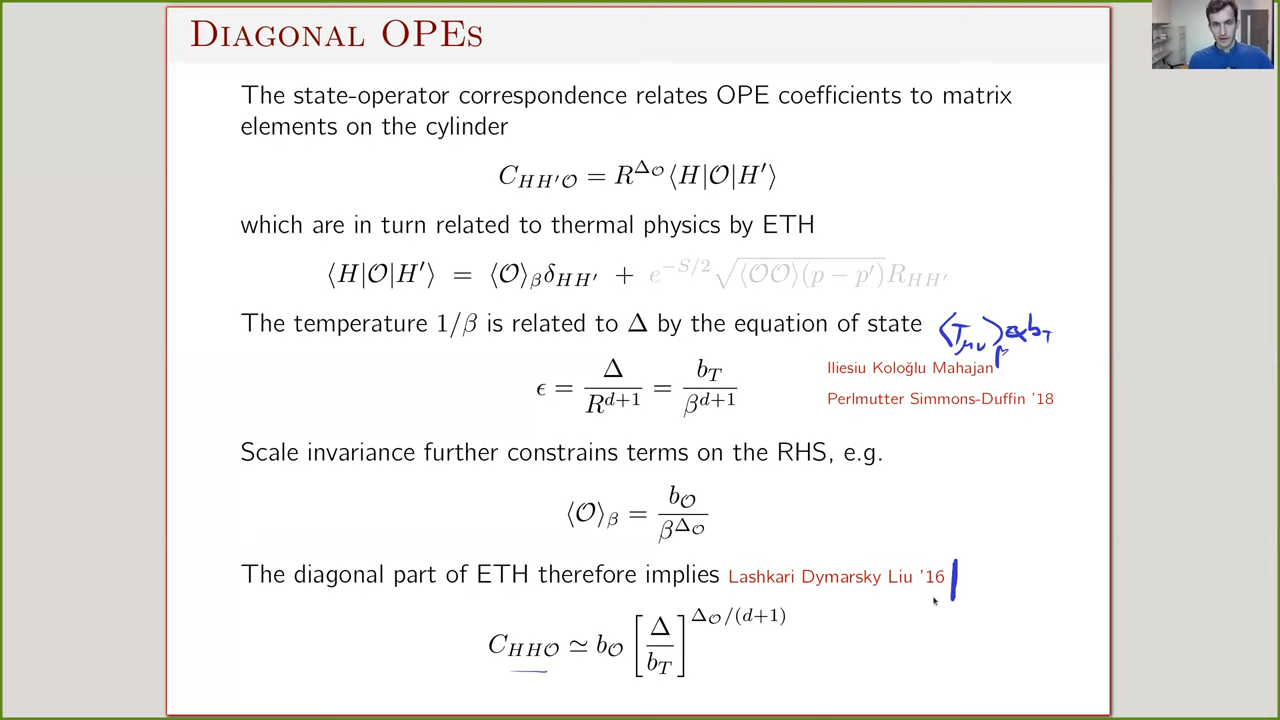 DIAGONAL OPES
The state-operator correspondence relates OPE coefficients to matrix
elements on the cylinder
C_{HH'𝒪} = R^{Δ_𝒪}⟨H|𝒪|H'⟩
which are in turn related to thermal physics by ETH
⟨H|𝒪|H'⟩ = ⟨𝒪⟩_β δ_{HH'} + e^{-S/2} √(⟨𝒪𝒪⟩(p − p')) R_{HH'}
The temperature 1/β is related to Δ by the equation of state ⟨T_{μν}⟩_β ∝ b_T
ϵ = Δ/R^{d+1} = b_T/β^{d+1}
Iliesiu Koloğlu Mahajan
Perlmutter Simmons-Duffin '18
Scale invariance further constrains terms on the RHS, e.g.
⟨𝒪⟩_β = b_𝒪/β^{Δ_𝒪}
The diagonal part of ETH therefore implies Lashkari Dymarsky Liu '16
C_{HH𝒪} ≃ b_𝒪 [Δ/b_T]^{Δ_𝒪/(d+1)}